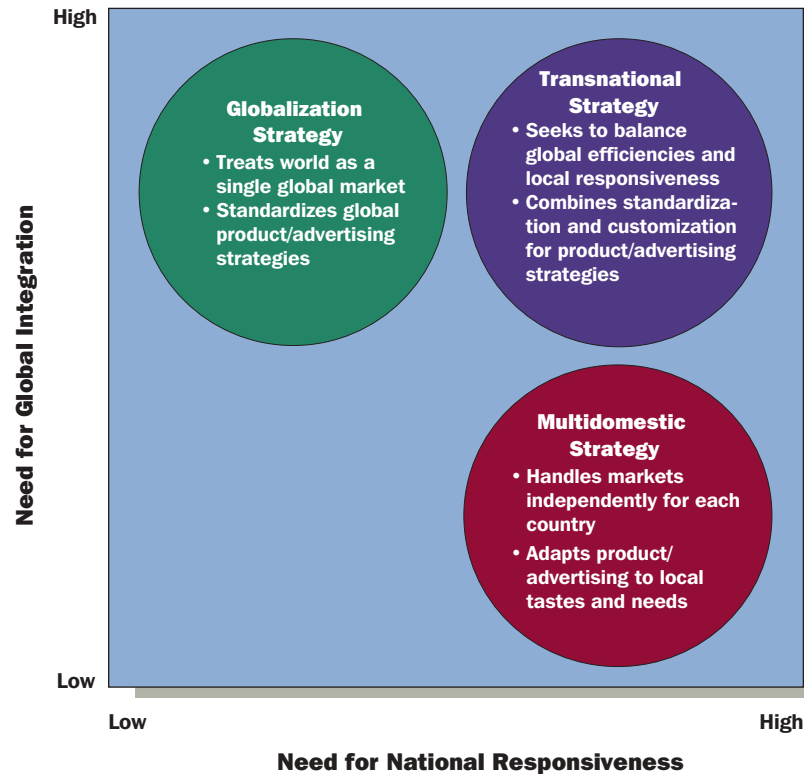 High
Globalization
Strategy
• Treats world as a
single global market
• Standardizes global
product/advertising
strategies
Transnational
Strategy
• Seeks to balance
global efficiencies and
local responsiveness
• Combines standardiza-
tion and customization
for product/advertising
strategies
Multidomestic
Strategy
• Handles markets
independently for each
country
• Adapts product/
advertising to local
tastes and needs
Need for Global Integration
Low
Low
High
Need for National Responsiveness